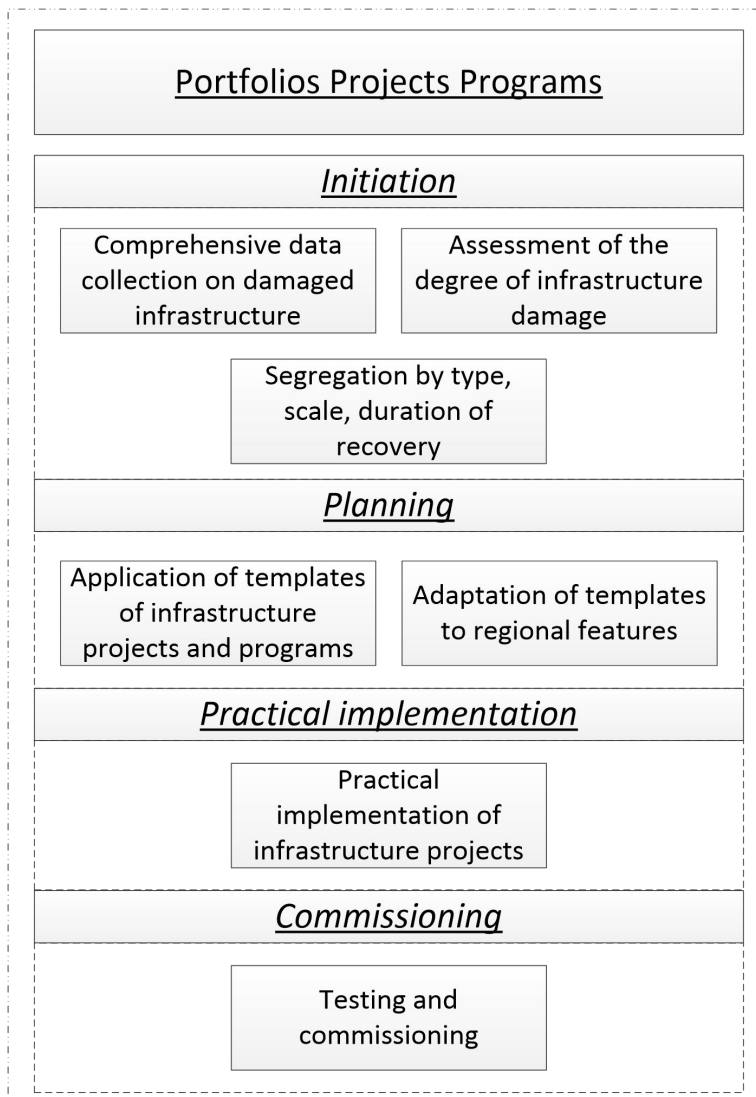 Portfolios Projects Programs
Initiation
Comprehensive data
collection on damaged
infrastructure
Assessment of the
degree of infrastructure
damage
Segregation by type,
scale, duration of
recovery
Planning
Application of templates
of infrastructure
projects and programs
Adaptation of templates
to regional features
Practical implementation
Practical
implementation of
infrastructure projects
Commissioning
Testing and
commissioning